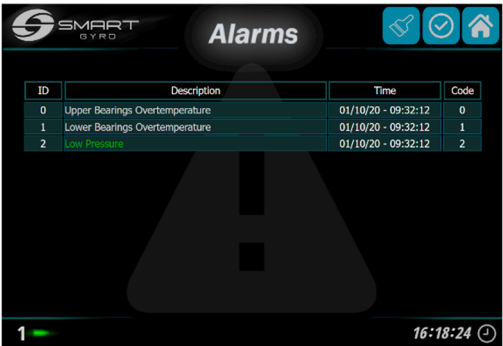 SMART
GYRO
Alarms
ID Description Time Code
0 Upper Bearings Overtemperature 01/10/20 - 09:32:12 0
1 Lower Bearings Overtemperature 01/10/20 - 09:32:12 1
2 Low Pressure 01/10/20 - 09:32:12 2
1 16:18:24